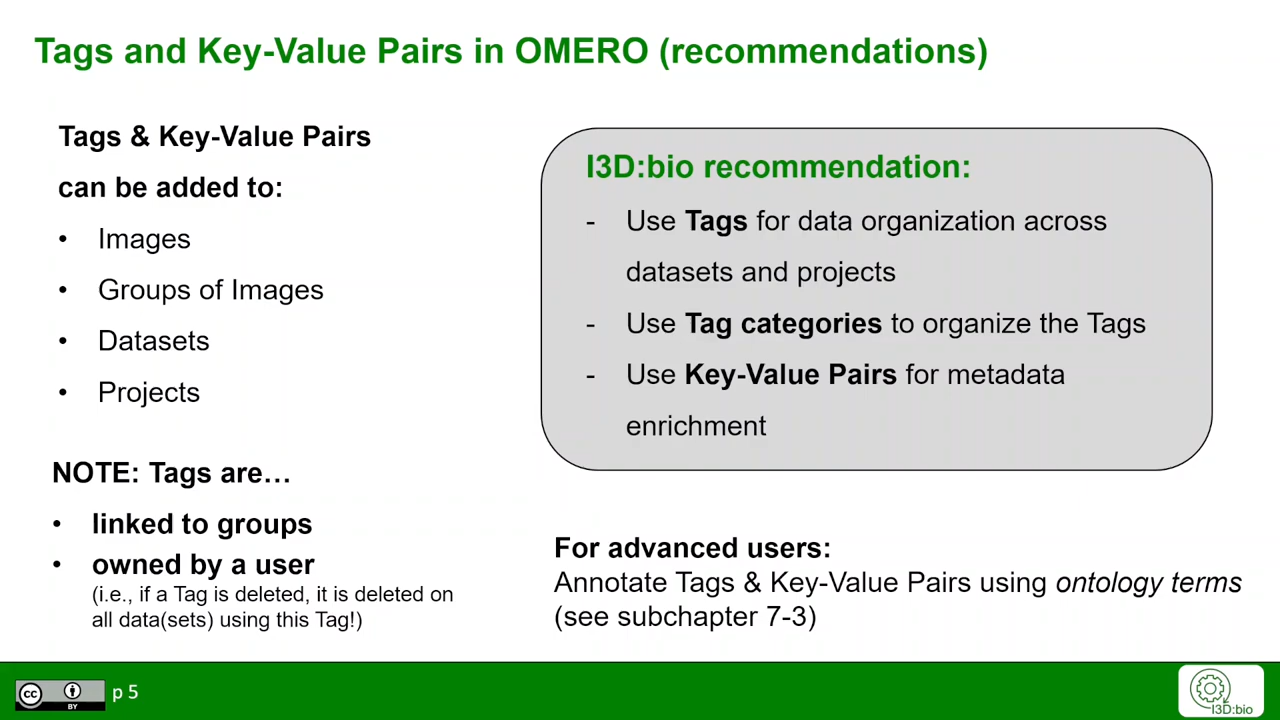 Tags and Key-Value Pairs in OMERO (recommendations)
Tags & Key-Value Pairs
can be added to:
• Images
• Groups of Images
• Datasets
• Projects
NOTE: Tags are…
• linked to groups
• owned by a user
(i.e., if a Tag is deleted, it is deleted on
all data(sets) using this Tag!)
I3D:bio recommendation:
- Use Tags for data organization across
datasets and projects
- Use Tag categories to organize the Tags
- Use Key-Value Pairs for metadata
enrichment
For advanced users:
Annotate Tags & Key-Value Pairs using ontology terms
(see subchapter 7-3)
cc
BY
p 5
I3D:bio